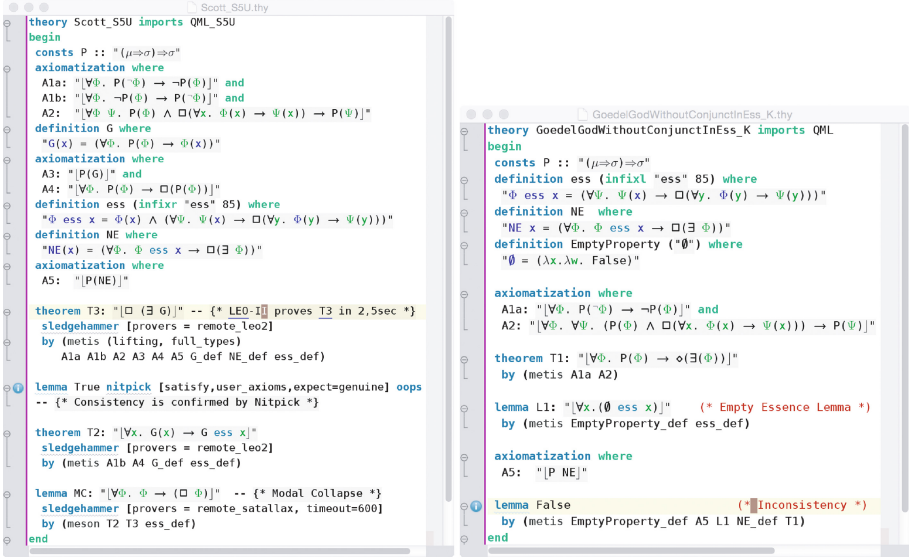 Scott_S5U.thy
theory Scott_S5U imports QML_S5U
begin
consts P :: "(μ⇒σ)⇒σ"
axiomatization where
A1a: "⌊∀Φ. P(¬Φ) → ¬P(Φ)⌋" and
A1b: "⌊∀Φ. ¬P(Φ) → P(¬Φ)⌋" and
A2: "⌊∀Φ Ψ. P(Φ) ∧ □(∀x. Φ(x) → Ψ(x)) → P(Ψ)⌋"
definition G where
"G(x) = (∀Φ. P(Φ) → Φ(x))"
axiomatization where
A3: "⌊P(G)⌋" and
A4: "⌊∀Φ. P(Φ) → □(P(Φ))⌋"
definition ess (infixr "ess" 85) where
"Φ ess x = Φ(x) ∧ (∀Ψ. Ψ(x) → □(∀y. Φ(y) → Ψ(y)))"
definition NE where
"NE(x) = (∀Φ. Φ ess x → □(∃ Φ))"
axiomatization where
A5: "⌊P(NE)⌋"
theorem T3: "⌊□ (∃ G)⌋" -- {* LEO-II proves T3 in 2,5sec *}
sledgehammer [provers = remote_leo2]
by (metis (lifting, full_types)
A1a A1b A2 A3 A4 A5 G_def NE_def ess_def)
lemma True nitpick [satisfy,user_axioms,expect=genuine] oops
-- {* Consistency is confirmed by Nitpick *}
theorem T2: "⌊∀x. G(x) → G ess x⌋"
sledgehammer [provers = remote_leo2]
by (metis A1b A4 G_def ess_def)
lemma MC: "⌊∀Φ. Φ → (□ Φ)⌋" -- {* Modal Collapse *}
sledgehammer [provers = remote_satallax, timeout=600]
by (meson T2 T3 ess_def)
end
GoedelGodWithoutConjunctInEss_K.thy
theory GoedelGodWithoutConjunctInEss_K imports QML
begin
consts P :: "(μ⇒σ)⇒σ"
definition ess (infixl "ess" 85) where
"Φ ess x = (∀Ψ. Ψ(x) → □(∀y. Φ(y) → Ψ(y)))"
definition NE where
"NE x = (∀Φ. Φ ess x → □(∃ Φ))"
definition EmptyProperty ("∅") where
"∅ = (λx.λw. False)"
axiomatization where
A1a: "⌊∀Φ. P(¬Φ) → ¬P(Φ)⌋" and
A2: "⌊∀Φ. ∀Ψ. (P(Φ) ∧ □(∀x. Φ(x) → Ψ(x))) → P(Ψ)⌋"
theorem T1: "⌊∀Φ. P(Φ) → ◇(∃(Φ))⌋"
by (metis A1a A2)
lemma L1: "⌊∀x.(∅ ess x)⌋" (* Empty Essence Lemma *)
by (metis EmptyProperty_def ess_def)
axiomatization where
A5: "⌊P NE⌋"
lemma False (* Inconsistency *)
by (metis EmptyProperty_def A5 L1 NE_def T1)
end